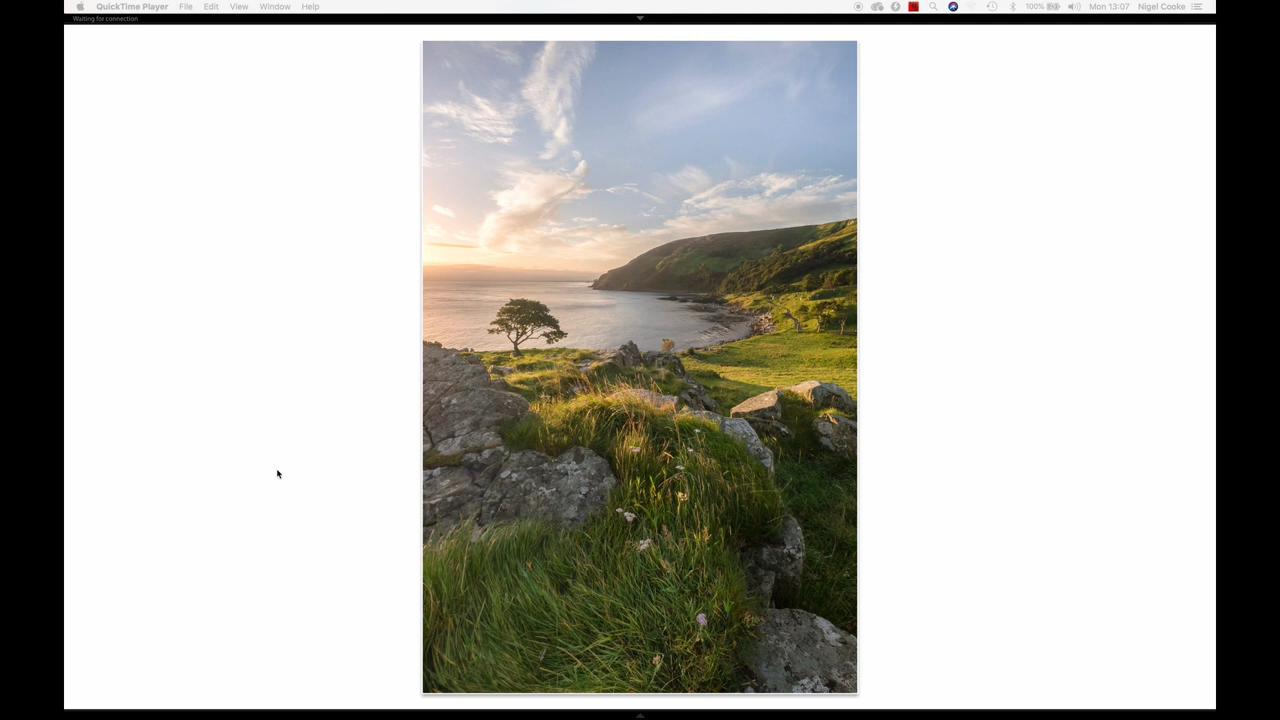 QuickTime Player File Edit View Window Help 100% Mon 13:07 Nigel Cooke
Waiting for connection